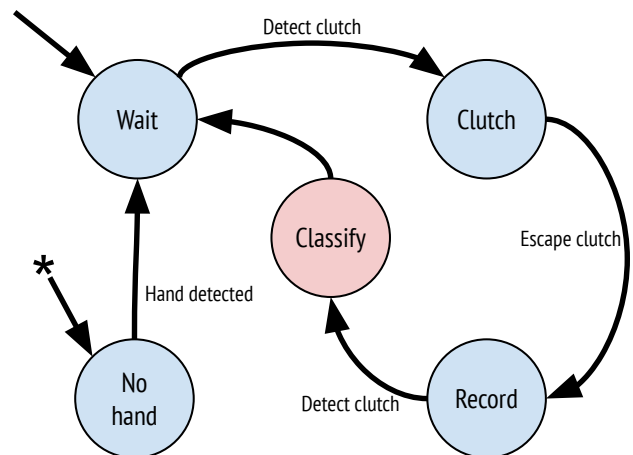 Detect clutch
Wait
Clutch
Classify
Escape clutch
*
Hand detected
No
hand
Detect clutch
Record